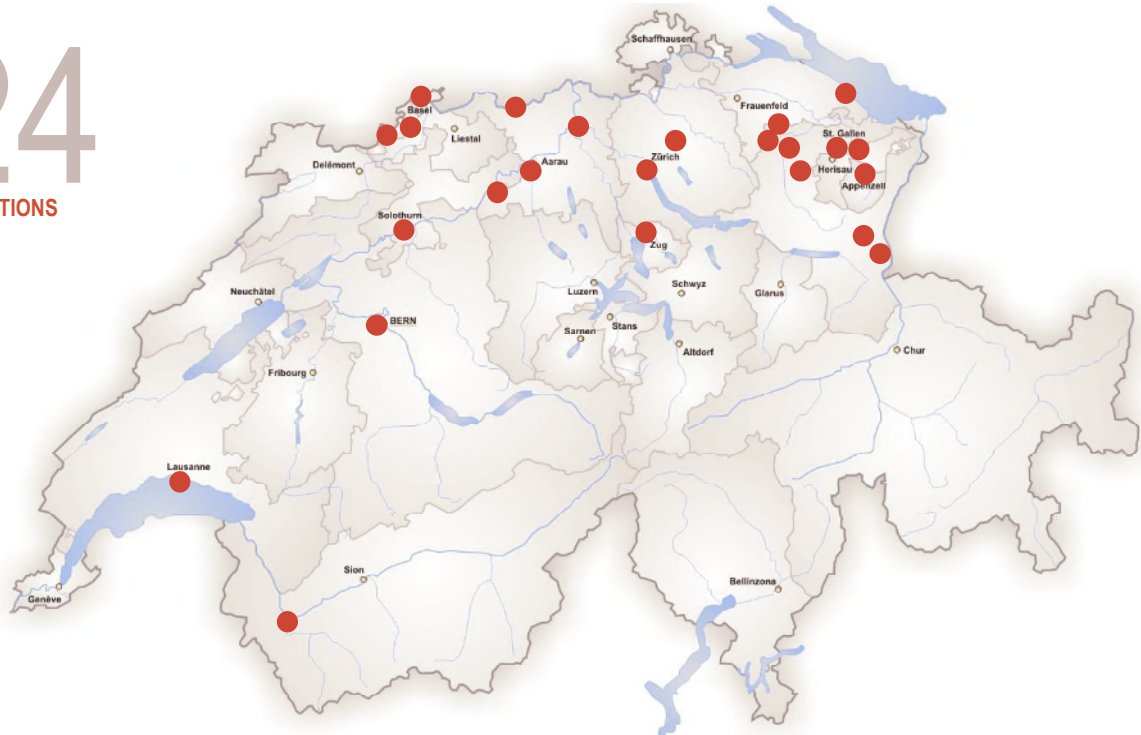 24
TIONS
Schaffhausen
Frauenfeld
Basel
Liestal
St. Gallen
Delémont
Aarau
Zürich
Herisau
Appenzell
Solothurn
Zug
Neuchâtel
Luzern
Schwyz
Glarus
BERN
Stans
Sarnen
Altdorf
Chur
Fribourg
Lausanne
Sion
Bellinzona
Genève